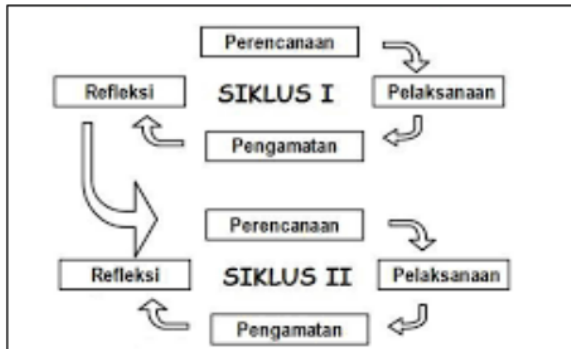 Perencanaan
Refleksi
SIKLUS I
Pelaksanaan
Pengamatan
Perencanaan
Refleksi
SIKLUS II
Pelaksanaan
Pengamatan